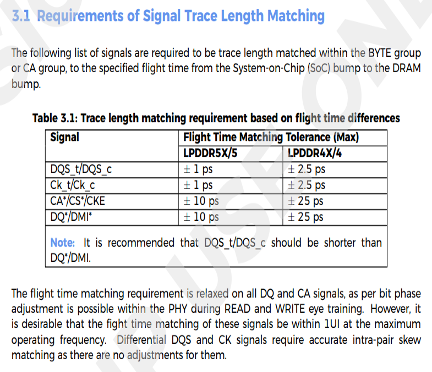 3.1 Requirements of Signal Trace Length Matching
The following list of signals are required to be trace length matched within the BYTE group
or CA group, to the specified flight time from the System-on-Chip (SoC) bump to the DRAM
bump.
Table 3.1: Trace length matching requirement based on flight time differences
Signal Flight Time Matching Tolerance (Max)
LPDDR5X/5 LPDDR4X/4
DQS_t/DQS_c ± 1 ps ± 2.5 ps
Ck_t/Ck_c ± 1 ps ± 2.5 ps
CA*/CS*/CKE ± 10 ps ± 25 ps
DQ*/DMI* ± 10 ps ± 25 ps
Note: It is recommended that DQS_t/DQS_c should be shorter than
DQ*/DMI.
The flight time matching requirement is relaxed on all DQ and CA signals, as per bit phase
adjustment is possible within the PHY during READ and WRITE eye training. However, it
is desirable that the fight time matching of these signals be within 1UI at the maximum
operating frequency. Differential DQS and CK signals require accurate intra-pair skew
matching as there are no adjustments for them.